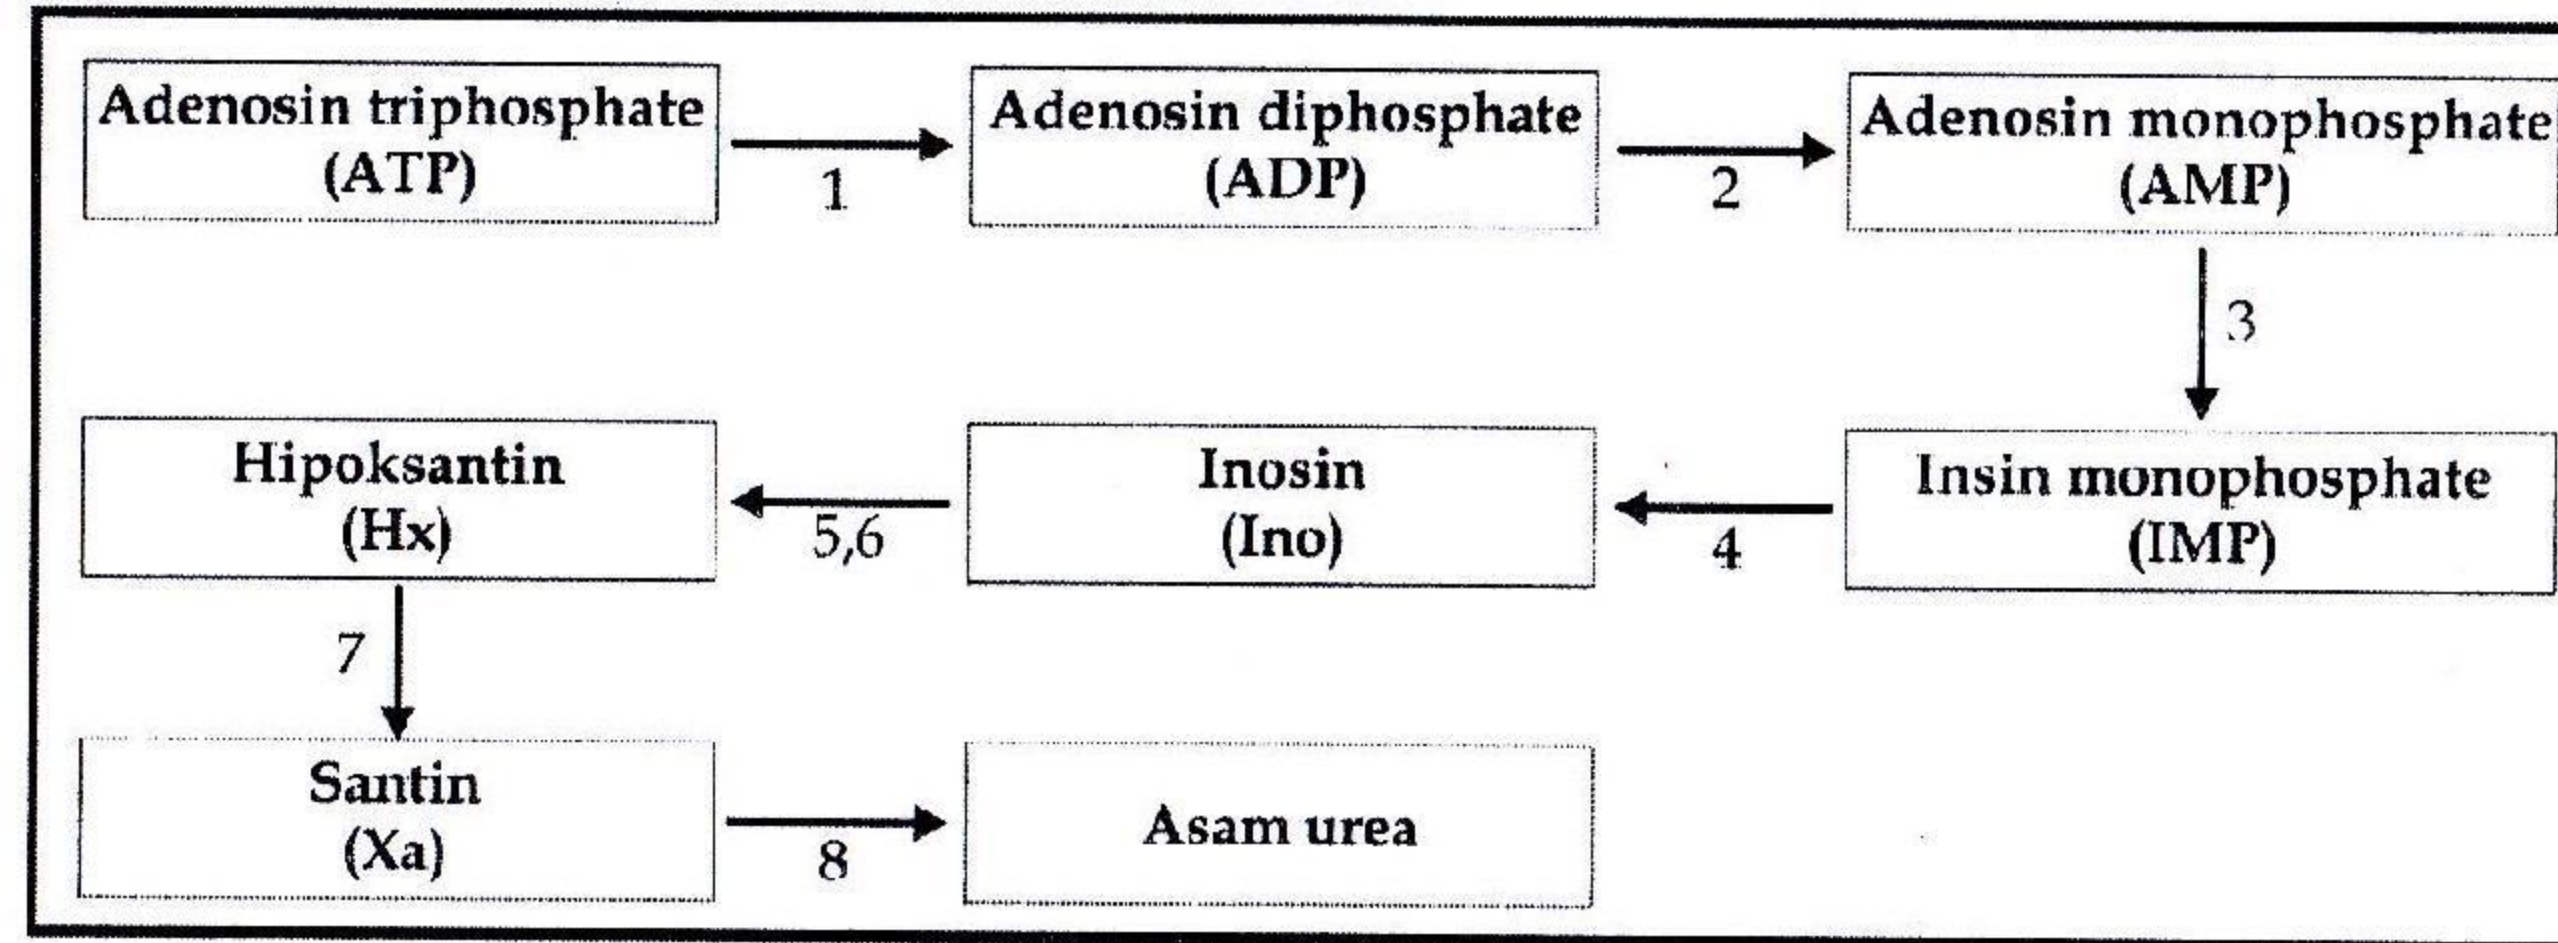 Adenosin triphosphate
(ATP)
1
Adenosin diphosphate
(ADP)
2
Adenosin monophosphate
(AMP)
3
Hipoksantin
(Hx)
5,6
Inosin
(Ino)
4
Insin monophosphate
(IMP)
7
Santin
(Xa)
8
Asam urea